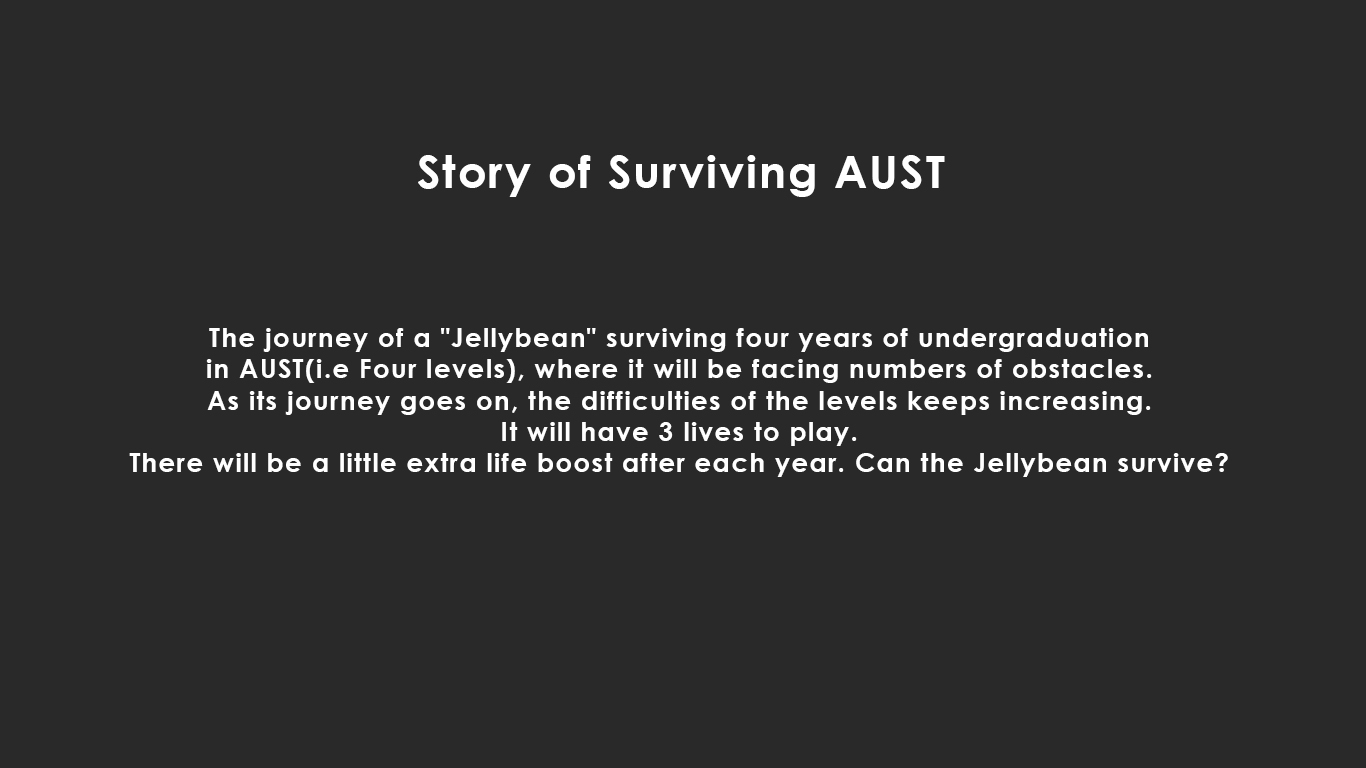 Story of Surviving AUST
The journey of a "Jellybean" surviving four years of undergraduation
in AUST(i.e Four levels), where it will be facing numbers of obstacles.
As its journey goes on, the difficulties of the levels keeps increasing.
It will have 3 lives to play.
There will be a little extra life boost after each year. Can the Jellybean survive?